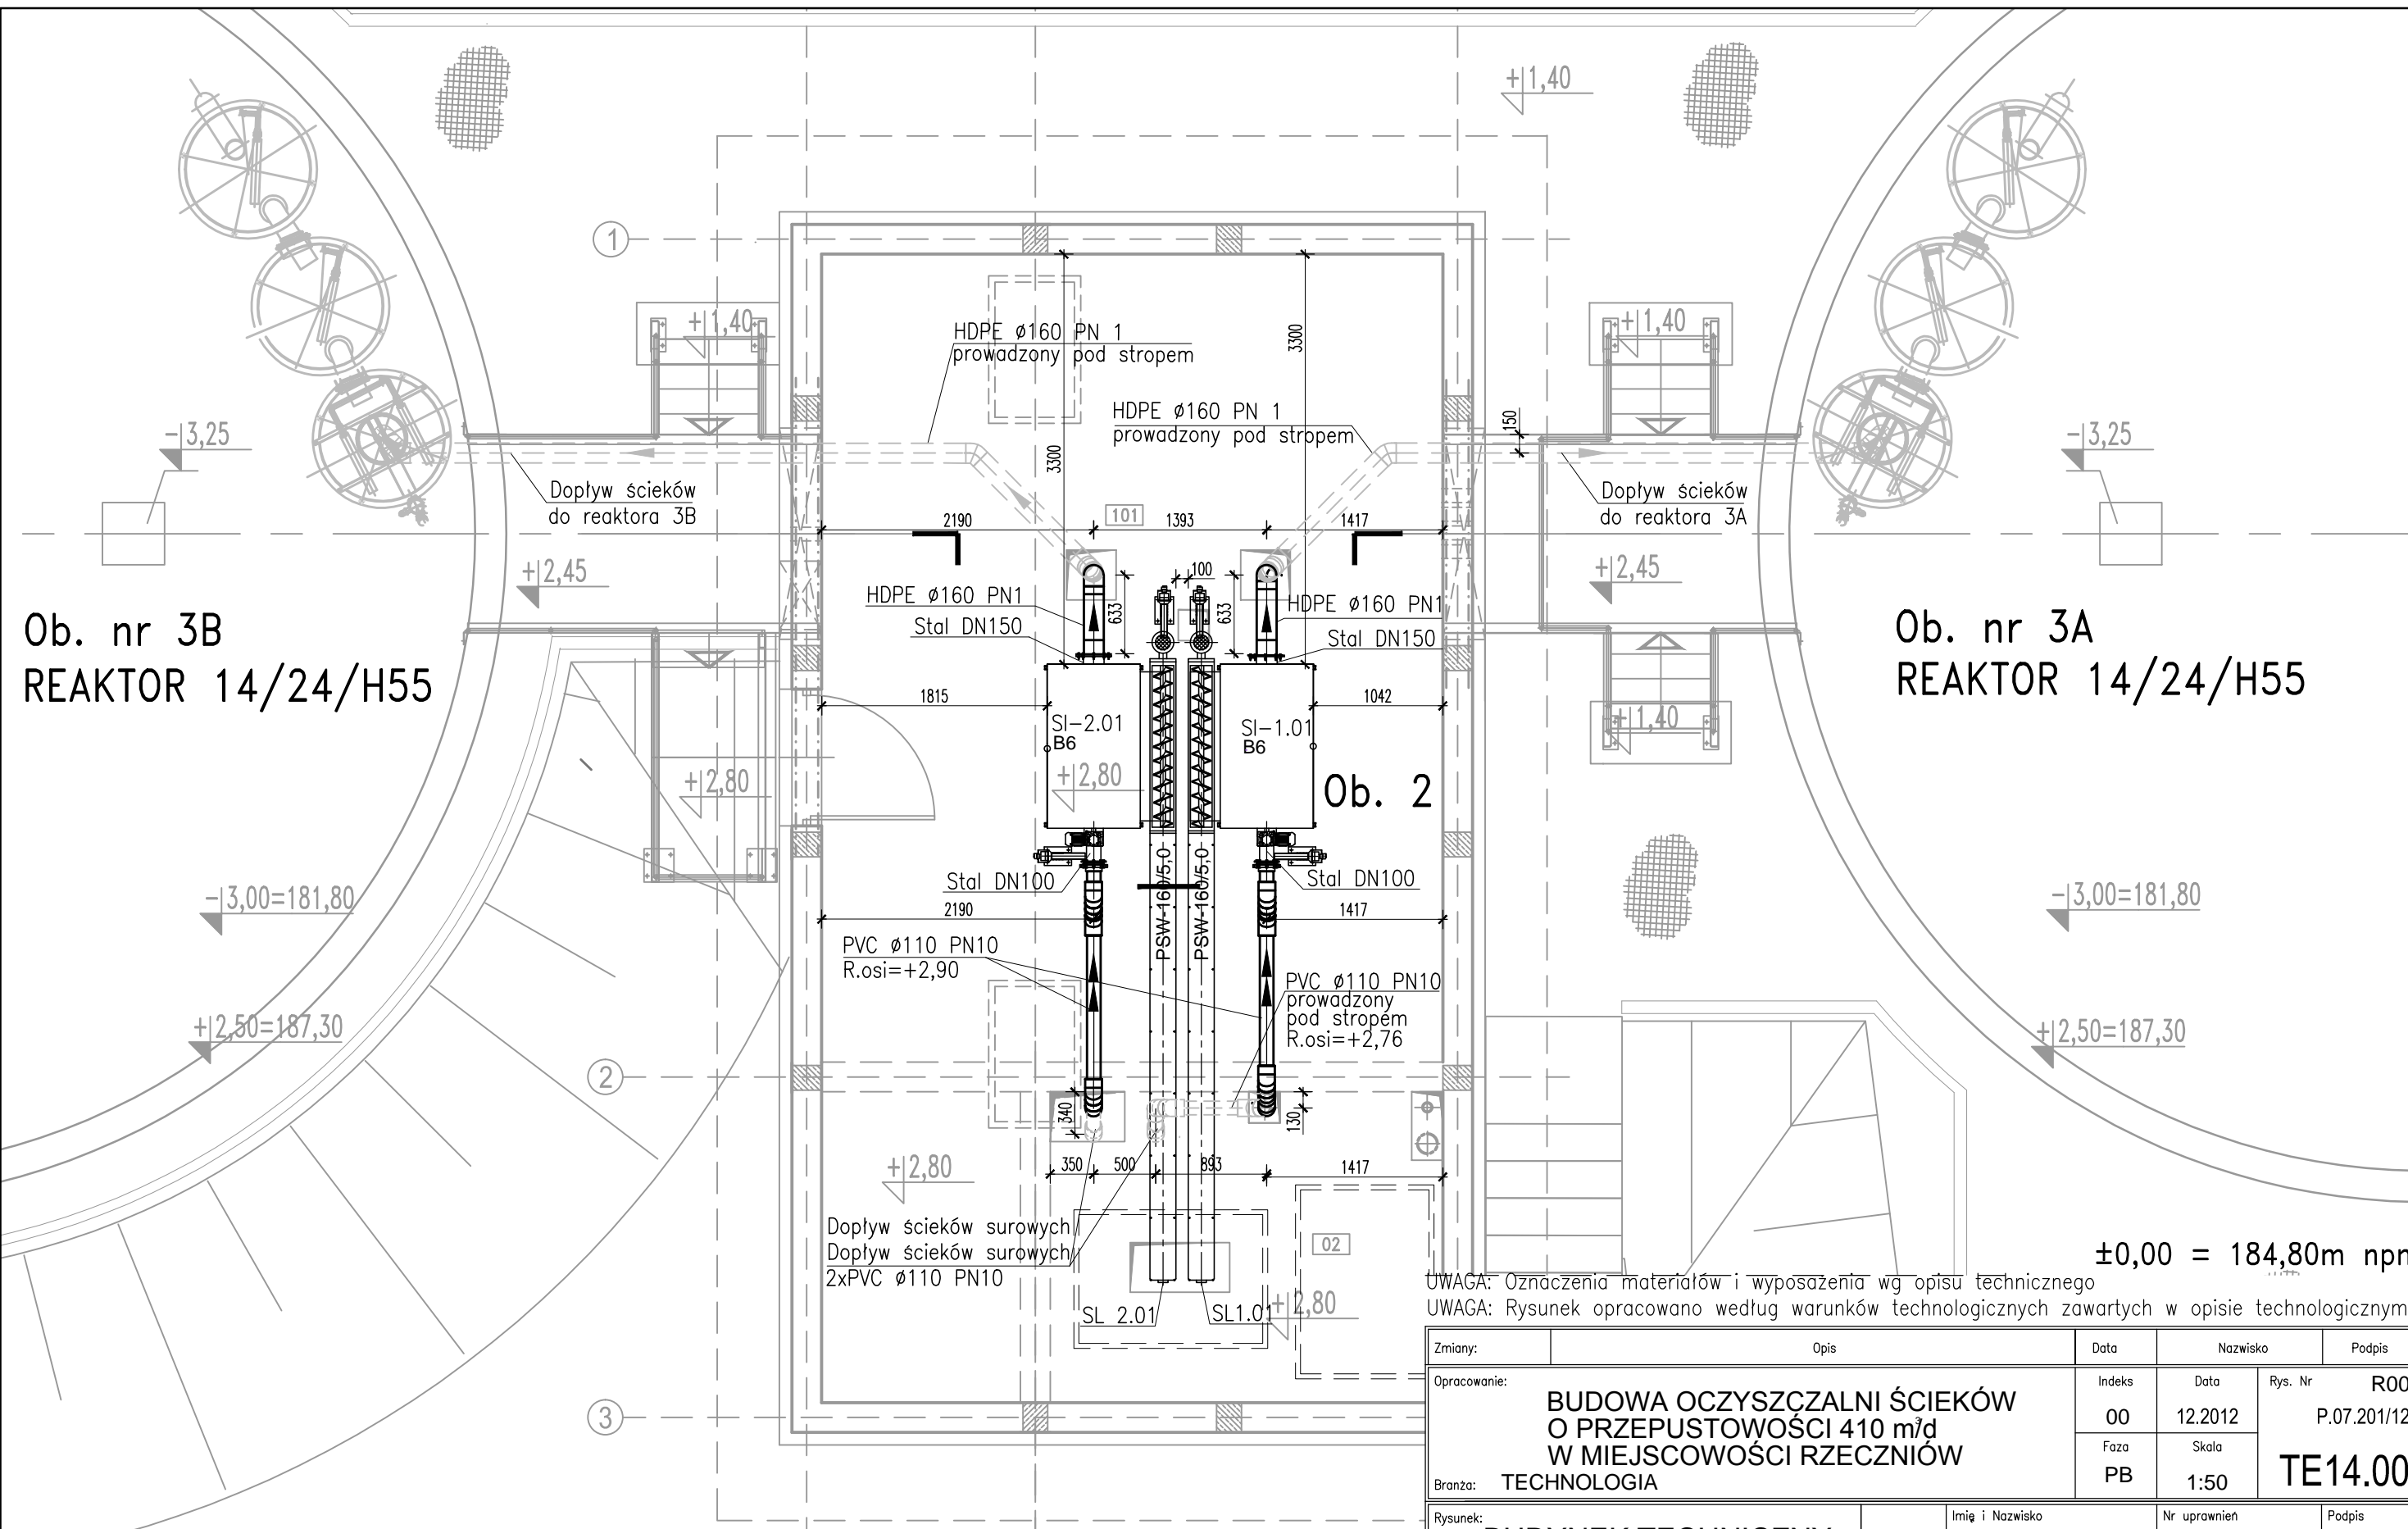 +1,40
1
+1,40
+1,40
HDPE ø160 PN 1
prowadzony pod stropem
3300
3300
HDPE ø160 PN 1
prowadzony pod stropem
150
-3,25
-3,25
Dopływ ścieków
do reaktora 3B
Dopływ ścieków
do reaktora 3A
2190
101
1393
1417
+2,45
+2,45
100
HDPE ø160 PN1
633
633
HDPE ø160 PN1
Stal DN150
Stal DN150
Ob. nr 3B
REAKTOR 14/24/H55
Ob. nr 3A
REAKTOR 14/24/H55
1815
1042
SI-2.01
B6
SI-1.01
B6
+1,40
+2,80
+2,80
Ob. 2
PSW-160/5,0
PSW-160/5,0
Stal DN100
Stal DN100
-3,00=181,80
-3,00=181,80
2190
1417
PVC ø110 PN10
R.osi=+2,90
PVC ø110 PN10
prowadzony
pod stropem
R.osi=+2,76
+2,50=187,30
+2,50=187,30
2
340
130
350
500
893
1417
+2,80
Dopływ ścieków surowych
Dopływ ścieków surowych
2xPVC ø110 PN10
02
±0,00 = 184,80m npm
SL 2.01
SL1.01
+2,80
UWAGA: Oznaczenia materiałów i wyposażenia wg opisu technicznego
UWAGA: Rysunek opracowano według warunków technologicznych zawartych w opisie technologicznym
3
Zmiany:
Opis
Data
Nazwisko
Podpis
Opracowanie:
BUDOWA OCZYSZCZALNI ŚCIEKÓW
O PRZEPUSTOWOŚCI 410 m³/d
W MIEJSCOWOŚCI RZECZNIÓW
Branża: TECHNOLOGIA
Indeks
00
Data
12.2012
Rys. Nr
R00
P.07.201/12
Faza
PB
Skala
1:50
TE14.00
Rysunek:
BUDYNEK TECHNICZNY
Imię i Nazwisko
Nr uprawnień
Podpis